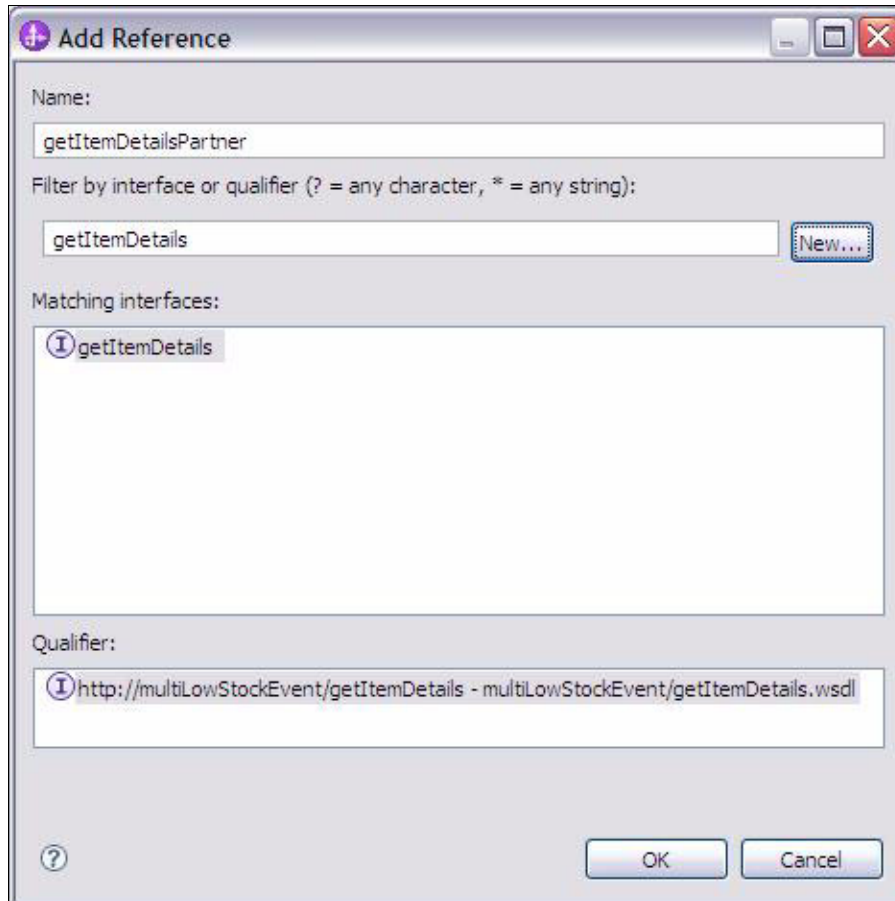 Add Reference
Name:
getItemDetailsPartner
Filter by interface or qualifier (? = any character, * = any string):
getItemDetails
New...
Matching interfaces:
I getItemDetails
Qualifier:
I http://multiLowStockEvent/getItemDetails - multiLowStockEvent/getItemDetails.wsdl
?
OK
Cancel